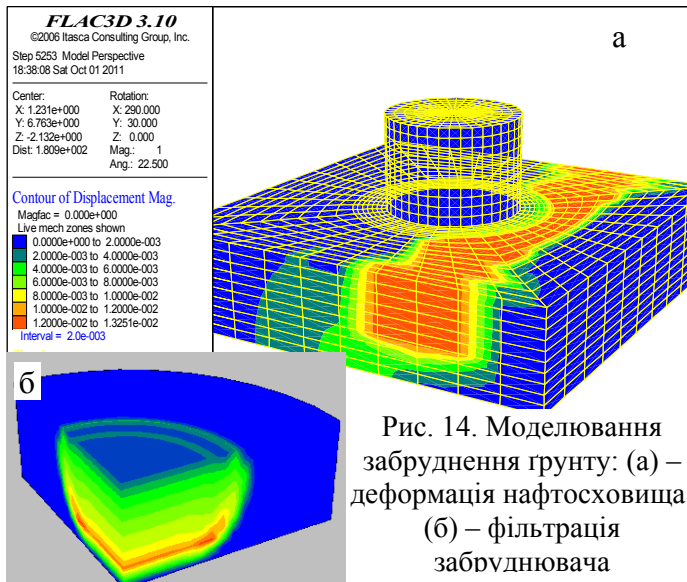 FLAC3D 3.10
©2006 Itasca Consulting Group, Inc.
Step 5253 Model Perspective
18:38:08 Sat Oct 01 2011
Center:
X: 1.231e+000
Y: 6.763e+000
Z: -2.132e+000
Dist: 1.809e+002
Rotation:
X: 290.000
Y: 30.000
Z: 0.000
Mag.: 1
Ang.: 22.500
Contour of Displacement Mag.
Magfac = 0.000e+000
Live mech zones shown
0.0000e+000 to 2.0000e-003
2.0000e-003 to 4.0000e-003
4.0000e-003 to 6.0000e-003
6.0000e-003 to 8.0000e-003
8.0000e-003 to 1.0000e-002
1.0000e-002 to 1.2000e-002
1.2000e-002 to 1.3251e-002
Interval = 2.0e-003
а
б
Рис. 14. Моделювання
забруднення ґрунту: (а) –
деформація нафтосховища
(б) – фільтрація
забруднювача